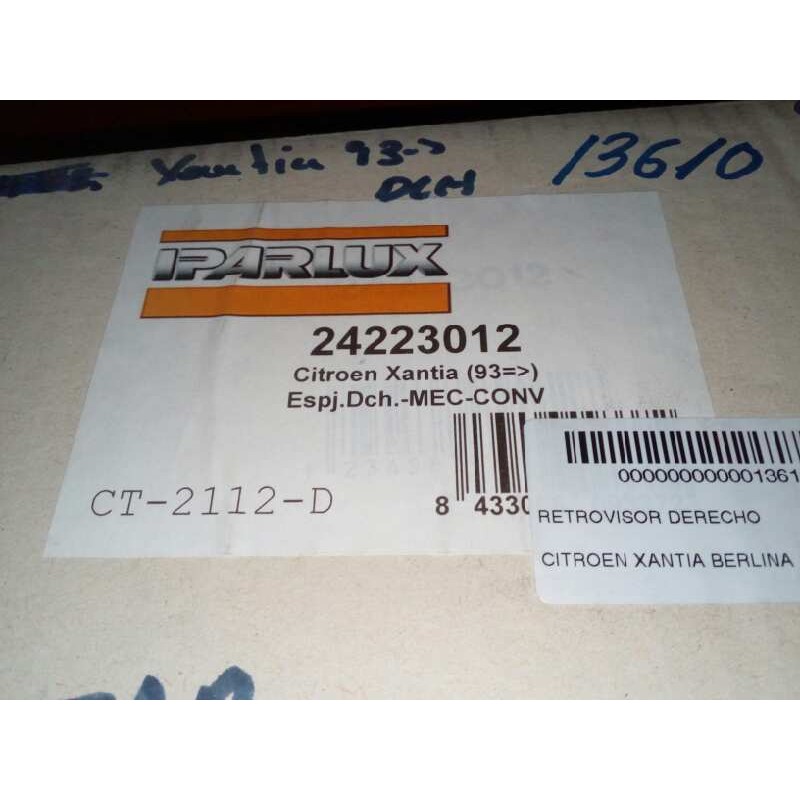 Xantia 93->
DCH
13610
IPARLUX
24223012
Citroen Xantia (93=>)
Espj.Dch.-MEC-CONV
CT-2112-D
8 4330
000000000001361
RETROVISOR DERECHO
CITROEN XANTIA BERLINA